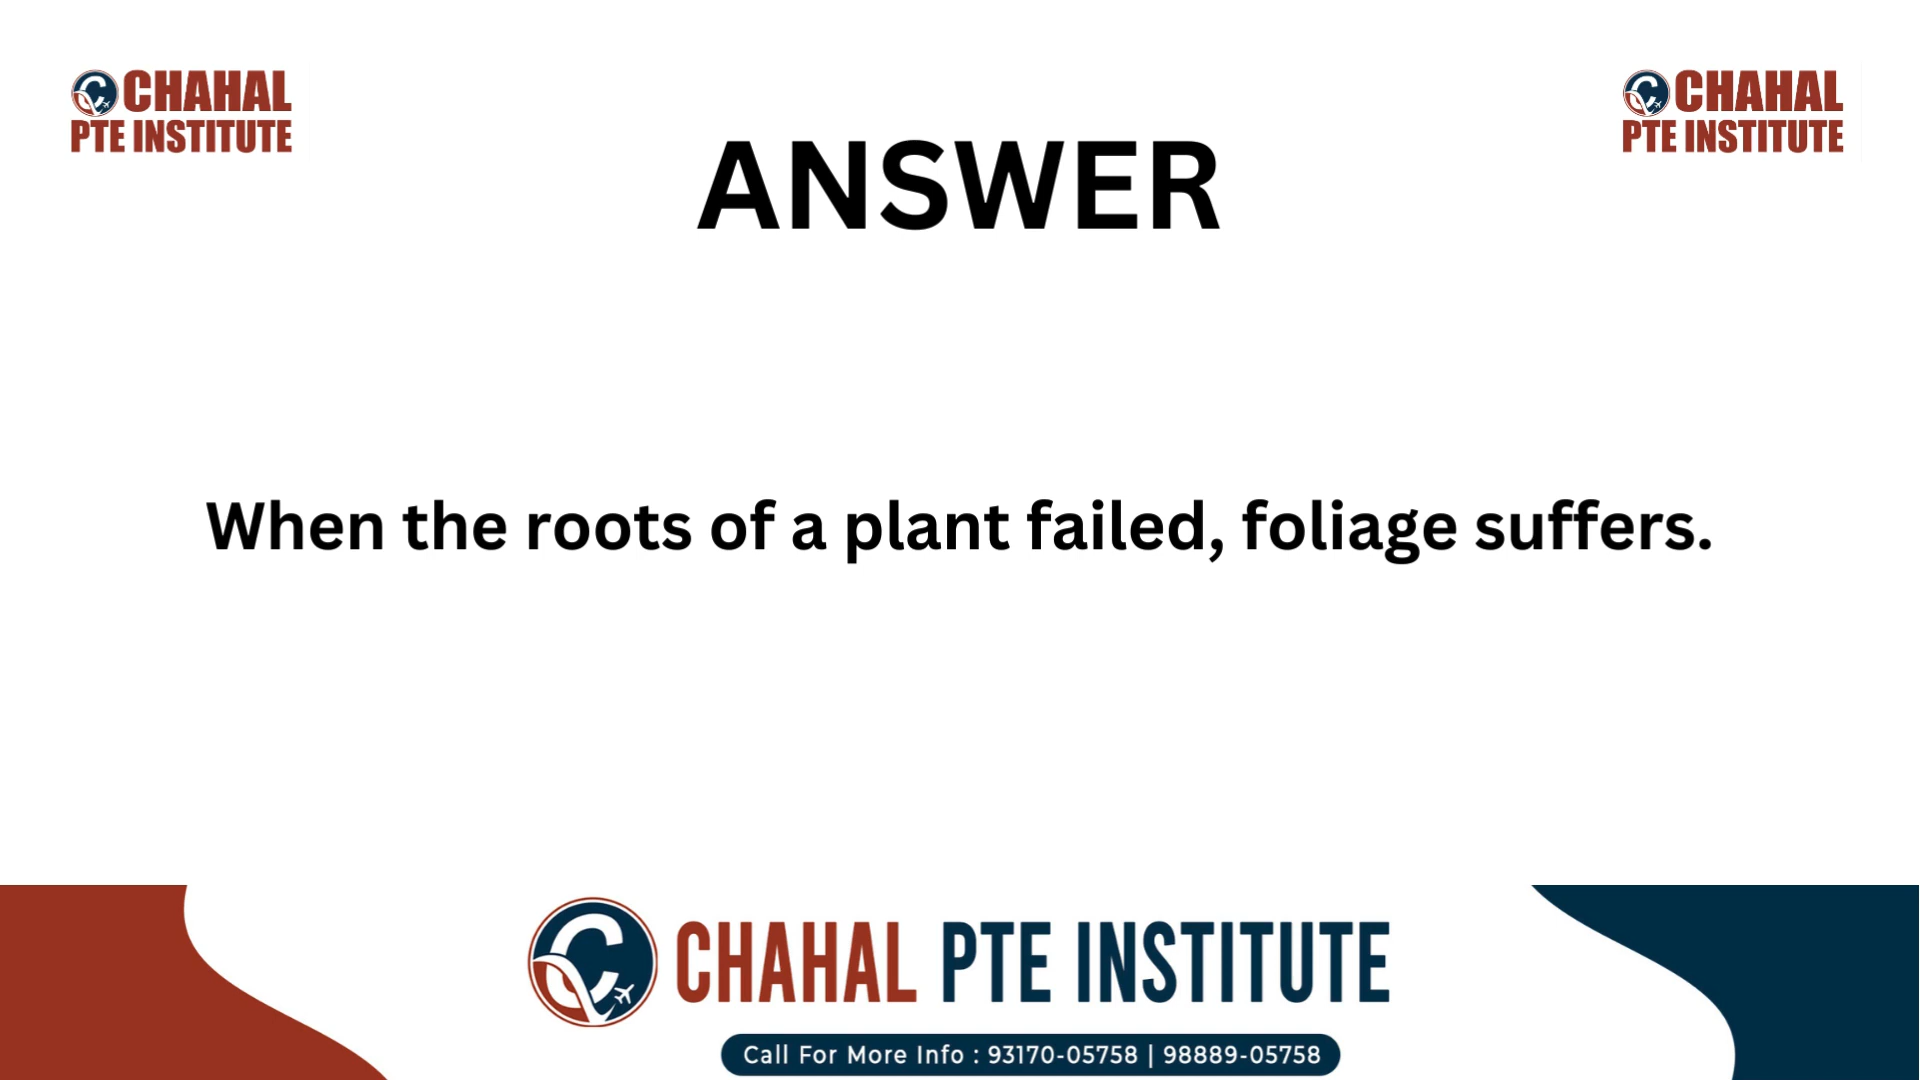 CHAHAL
PTE INSTITUTE
CHAHAL
PTE INSTITUTE
ANSWER
When the roots of a plant failed, foliage suffers.
CHAHAL PTE INSTITUTE
Call For More Info : 93170-05758 | 98889-05758